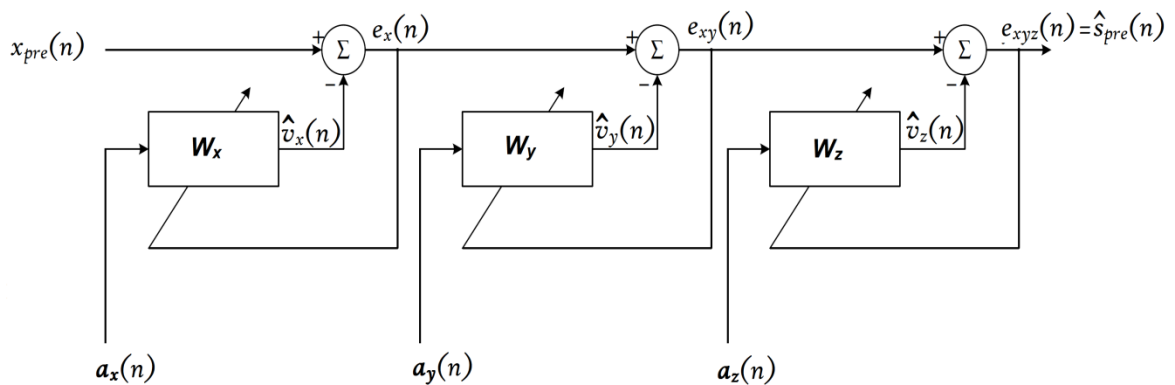 x_pre(n) + Σ e_x(n) + Σ e_xy(n) + Σ e_xyz(n) = ŝ_pre(n)
− − −
W_x v̂_x(n) W_y v̂_y(n) W_z v̂_z(n)
a_x(n) a_y(n) a_z(n)